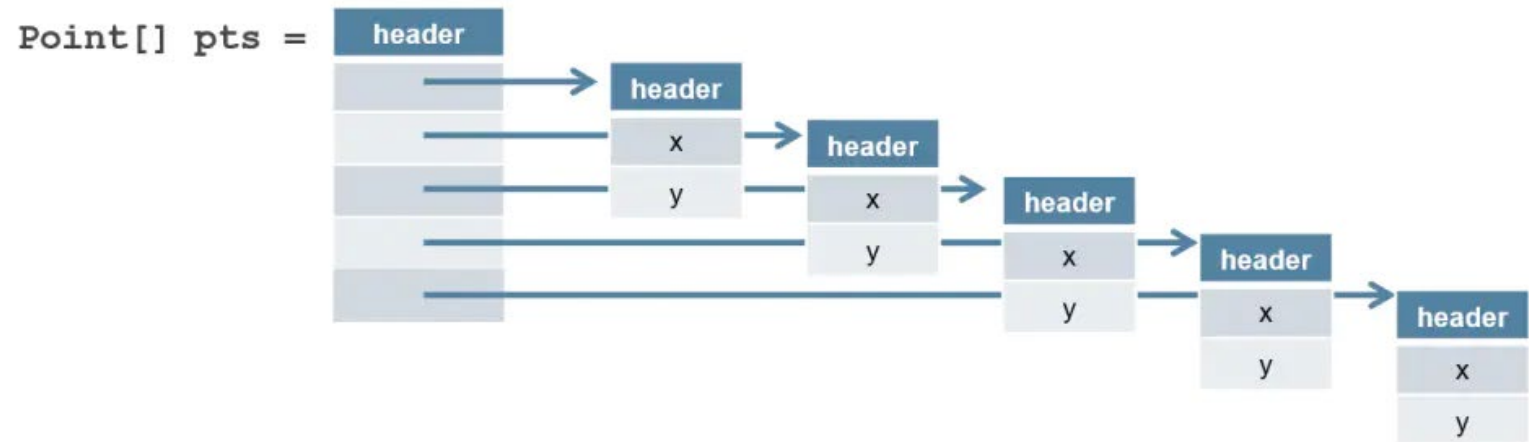 Point[] pts =
header
header
x
y
header
x
y
header
x
y
header
x
y
header
x
y